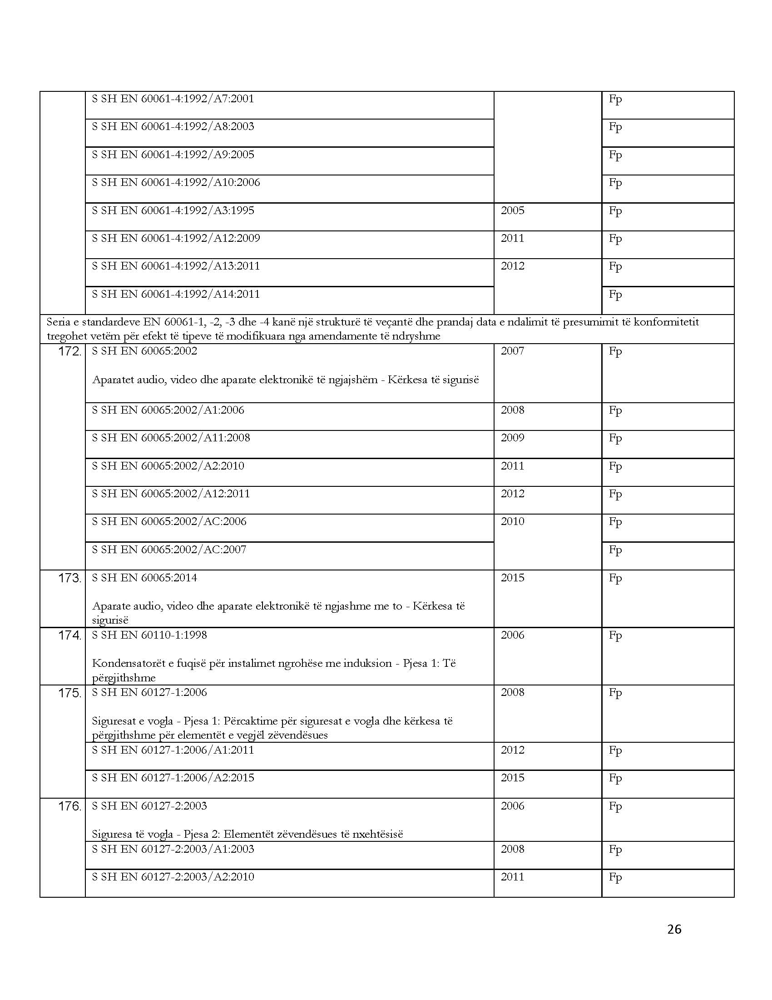 S SH EN 60061-4:1992/A7:2001 Fp
S SH EN 60061-4:1992/A8:2003 Fp
S SH EN 60061-4:1992/A9:2005 Fp
S SH EN 60061-4:1992/A10:2006 Fp
S SH EN 60061-4:1992/A3:1995 2005 Fp
S SH EN 60061-4:1992/A12:2009 2011 Fp
S SH EN 60061-4:1992/A13:2011 2012 Fp
S SH EN 60061-4:1992/A14:2011 Fp
Seria e standardeve EN 60061-1, -2, -3 dhe -4 kanë një strukturë të veçantë dhe prandaj data e ndalimit të presumimit të konformitetit
tregohet vetëm për efekt të tipeve të modifikuara nga amendamente të ndryshme
172. S SH EN 60065:2002 2007 Fp
Aparatet audio, video dhe aparate elektronikë të ngjajshëm - Kërkesa të sigurisë
S SH EN 60065:2002/A1:2006 2008 Fp
S SH EN 60065:2002/A11:2008 2009 Fp
S SH EN 60065:2002/A2:2010 2011 Fp
S SH EN 60065:2002/A12:2011 2012 Fp
S SH EN 60065:2002/AC:2006 2010 Fp
S SH EN 60065:2002/AC:2007 Fp
173. S SH EN 60065:2014 2015 Fp
Aparate audio, video dhe aparate elektronikë të ngjashme me to - Kërkesa të
sigurisë
174. S SH EN 60110-1:1998 2006 Fp
Kondensatorët e fuqisë për instalimet ngrohëse me induksion - Pjesa 1: Të
përgjithshme
175. S SH EN 60127-1:2006 2008 Fp
Siguresat e vogla - Pjesa 1: Përcaktime për siguresat e vogla dhe kërkesa të
përgjithshme për elementët e vegjël zëvendësues
S SH EN 60127-1:2006/A1:2011 2012 Fp
S SH EN 60127-1:2006/A2:2015 2015 Fp
176. S SH EN 60127-2:2003 2006 Fp
Siguresa të vogla - Pjesa 2: Elementët zëvendësues të nxehtësisë
S SH EN 60127-2:2003/A1:2003 2008 Fp
S SH EN 60127-2:2003/A2:2010 2011 Fp
26